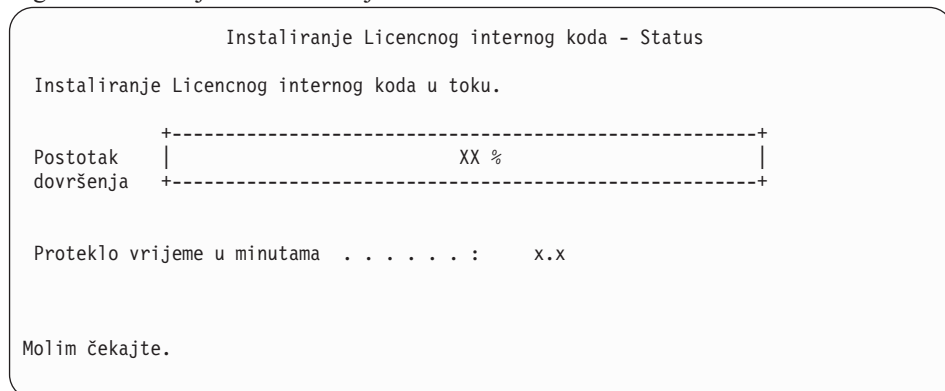 Instaliranje Licencnog internog koda - Status
Instaliranje Licencnog internog koda u toku.
+-------------------------------------------------------+
Postotak | XX % |
dovršenja +-------------------------------------------------------+
Proteklo vrijeme u minutama . . . . . . : x.x
Molim čekajte.